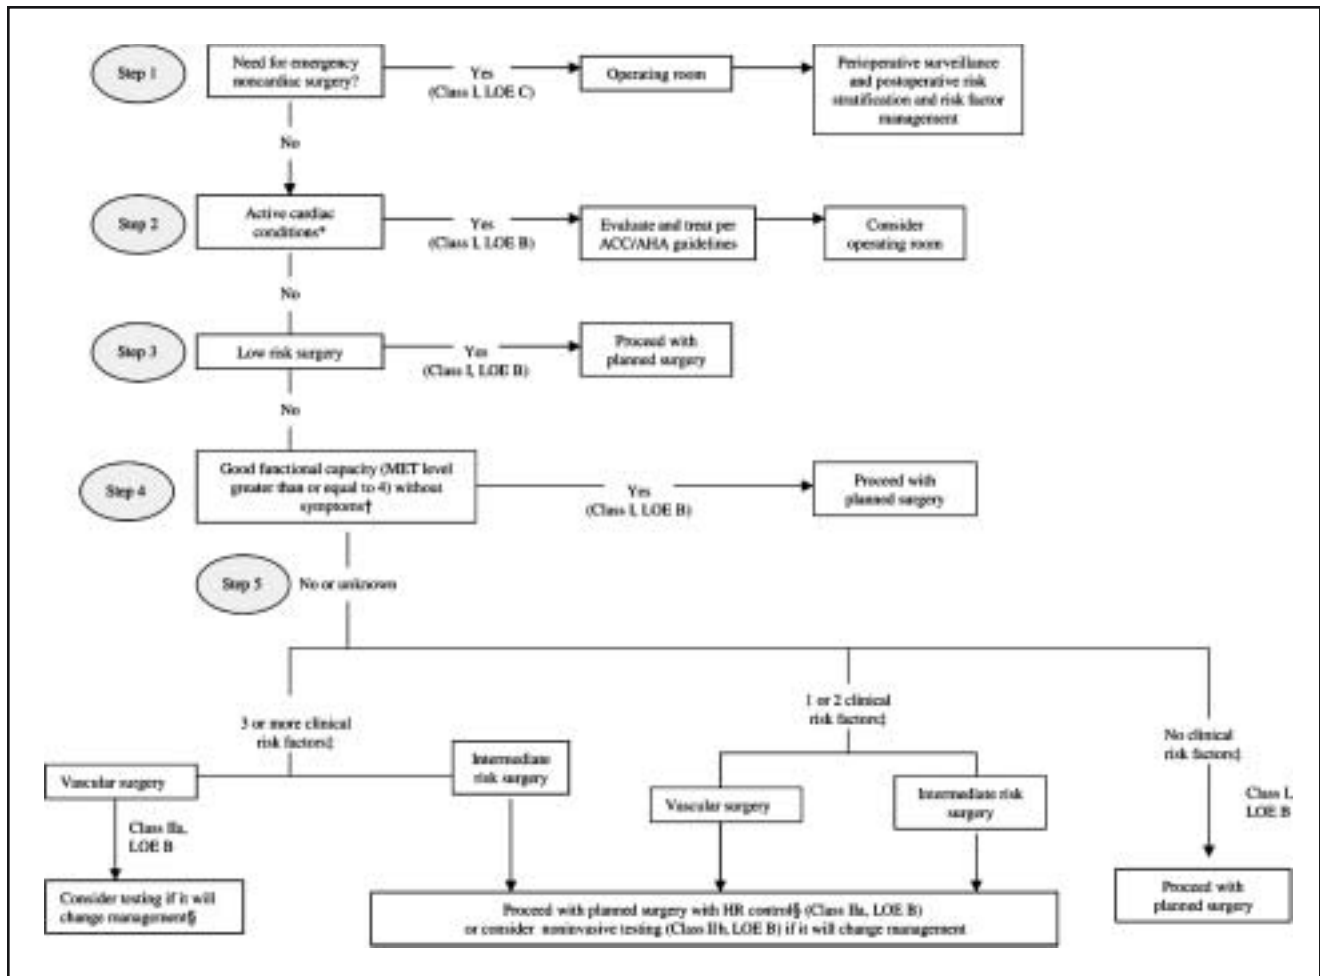 Step 1
Need for emergency
noncardiac surgery?
Yes
(Class I, LOE C)
Operating room
Perioperative surveillance
and postoperative risk
stratification and risk factor
management
No
Step 2
Active cardiac
conditions*
Yes
(Class I, LOE B)
Evaluate and treat per
ACC/AHA guidelines
Consider
operating room
No
Step 3
Low risk surgery
Yes
(Class I, LOE B)
Proceed with
planned surgery
No
Step 4
Good functional capacity (MET level
greater than or equal to 4) without
symptoms†
Yes
(Class I, LOE B)
Proceed with
planned surgery
Step 5
No or unknown
3 or more clinical
risk factors‡
1 or 2 clinical
risk factors‡
No clinical
risk factors‡
Vascular surgery
Intermediate
risk surgery
Vascular surgery
Intermediate risk
surgery
Class I,
LOE B
Class IIa,
LOE B
Consider testing if it will
change management§
Proceed with planned surgery with HR control§ (Class IIa, LOE B)
or consider noninvasive testing (Class IIb, LOE B) if it will change management
Proceed with
planned surgery